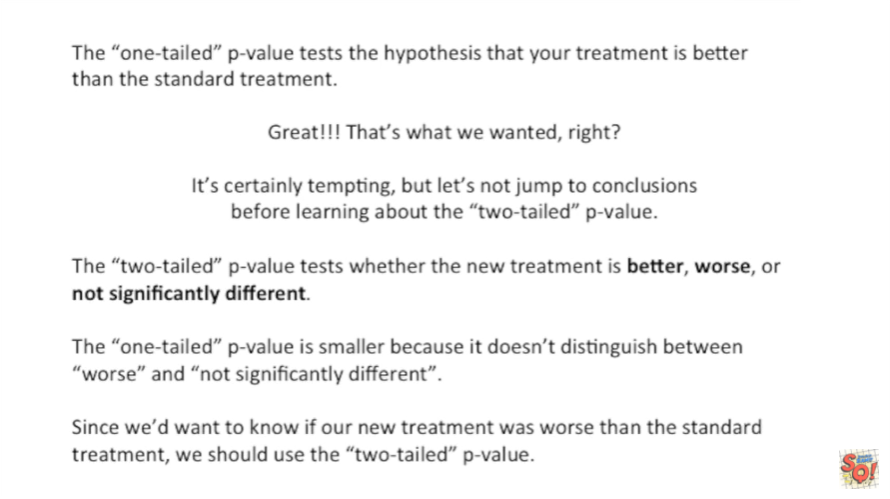 The “one-tailed” p-value tests the hypothesis that your treatment is better
than the standard treatment.
Great!!! That’s what we wanted, right?
It’s certainly tempting, but let’s not jump to conclusions
before learning about the “two-tailed” p-value.
The “two-tailed” p-value tests whether the new treatment is better, worse, or
not significantly different.
The “one-tailed” p-value is smaller because it doesn’t distinguish between
“worse” and “not significantly different”.
Since we’d want to know if our new treatment was worse than the standard
treatment, we should use the “two-tailed” p-value.
SQ!